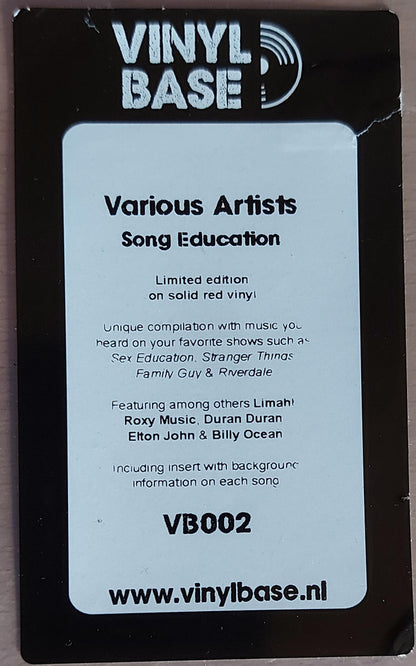 VINYL
BASE
Various Artists
Song Education
Limited edition
on solid red vinyl
Unique compilation with music you
heard on your favorite shows such as
Sex Education, Stranger Things
Family Guy & Riverdale
Featuring among others Limahl
Roxy Music, Duran Duran
Elton John & Billy Ocean
Including insert with background
information on each song
VB002
www.vinylbase.nl